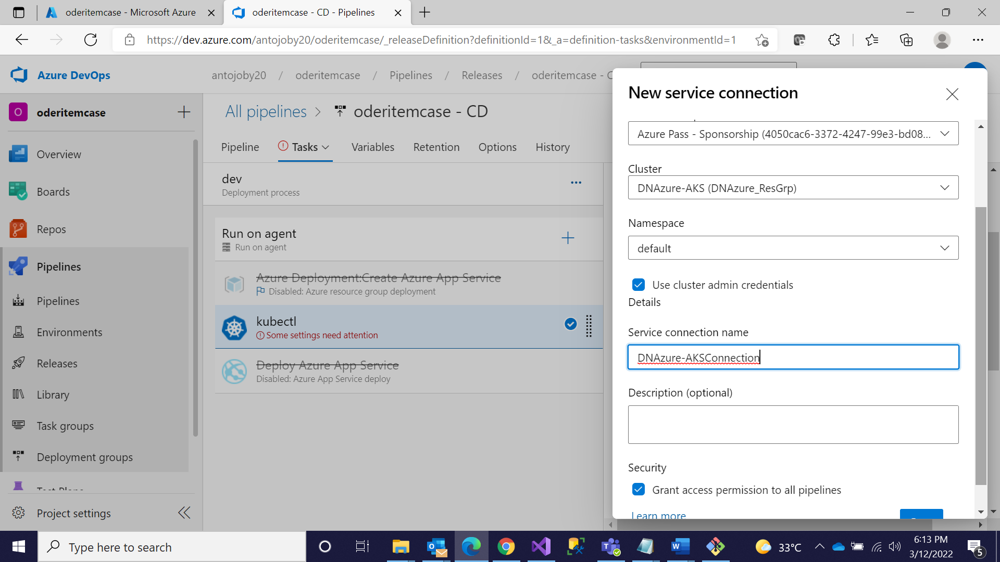 oderitemcase - Microsoft Azure
oderitemcase - CD - Pipelines
https://dev.azure.com/antojoby20/oderitemcase/_releaseDefinition?definitionId=1&_a=definition-tasks&environmentId=1
Azure DevOps
antojoby20 / oderitemcase / Pipelines / Releases / oderitemcase - C
O oderitemcase
Overview
Boards
Repos
Pipelines
Pipelines
Environments
Releases
Library
Task groups
Deployment groups
Test Plans
Project settings
All pipelines > oderitemcase - CD
Pipeline Tasks Variables Retention Options History
dev
Deployment process
Run on agent
Run on agent
Azure Deployment:Create Azure App Service
Disabled: Azure resource group deployment
kubectl
Some settings need attention
Deploy Azure App Service
Disabled: Azure App Service deploy
New service connection
Azure Pass - Sponsorship (4050cac6-3372-4247-99e3-bd08...
Cluster
DNAzure-AKS (DNAzure_ResGrp)
Namespace
default
Use cluster admin credentials
Details
Service connection name
DNAzure-AKSConnection
Description (optional)
Security
Grant access permission to all pipelines
Learn more
Type here to search
33°C
6:13 PM
3/12/2022
5